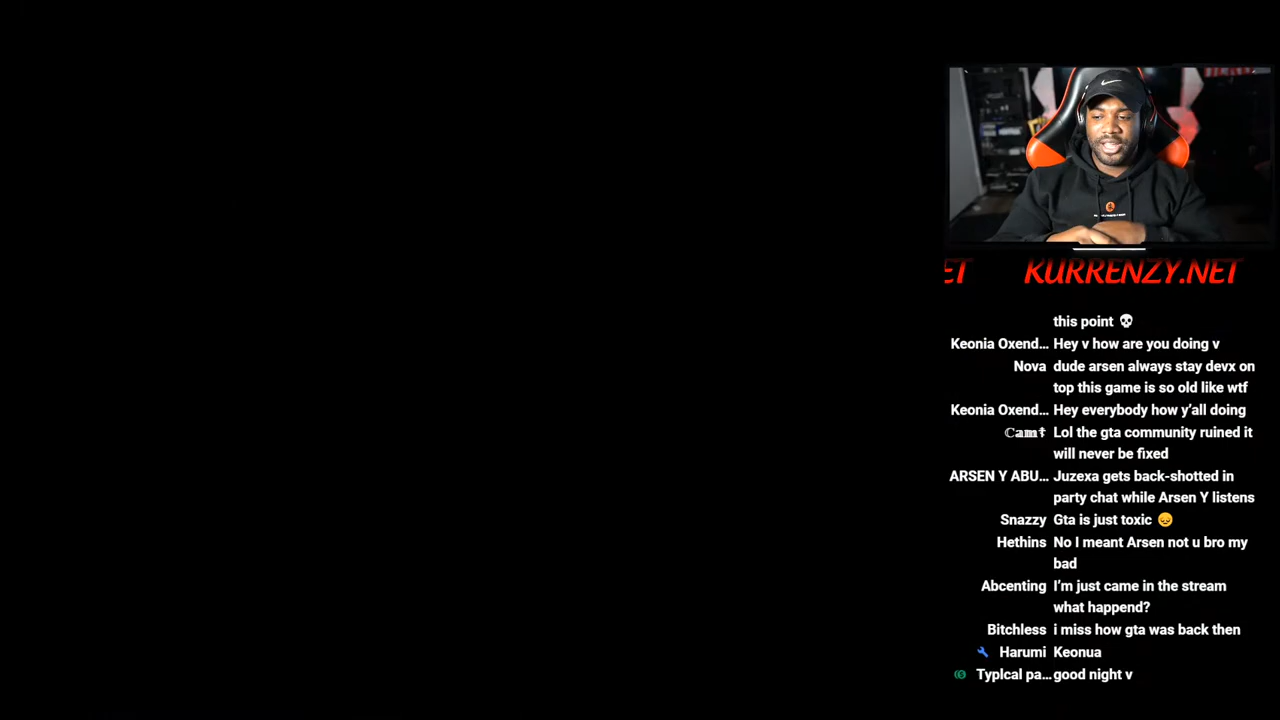 ET KURRENZY.NET
this point 💀
Keonia Oxend... Hey v how are you doing v
Nova dude arsen always stay devx on
top this game is so old like wtf
Keonia Oxend... Hey everybody how y'all doing
ℂ𝕒𝕞𝕥 Lol the gta community ruined it
will never be fixed
ARSEN Y ABU... Juzexa gets back-shotted in
party chat while Arsen Y listens
Snazzy Gta is just toxic 😔
Hethins No I meant Arsen not u bro my
bad
Abcenting I'm just came in the stream
what happend?
Bitchless i miss how gta was back then
Harumi Keonua
Typlcal pa... good night v